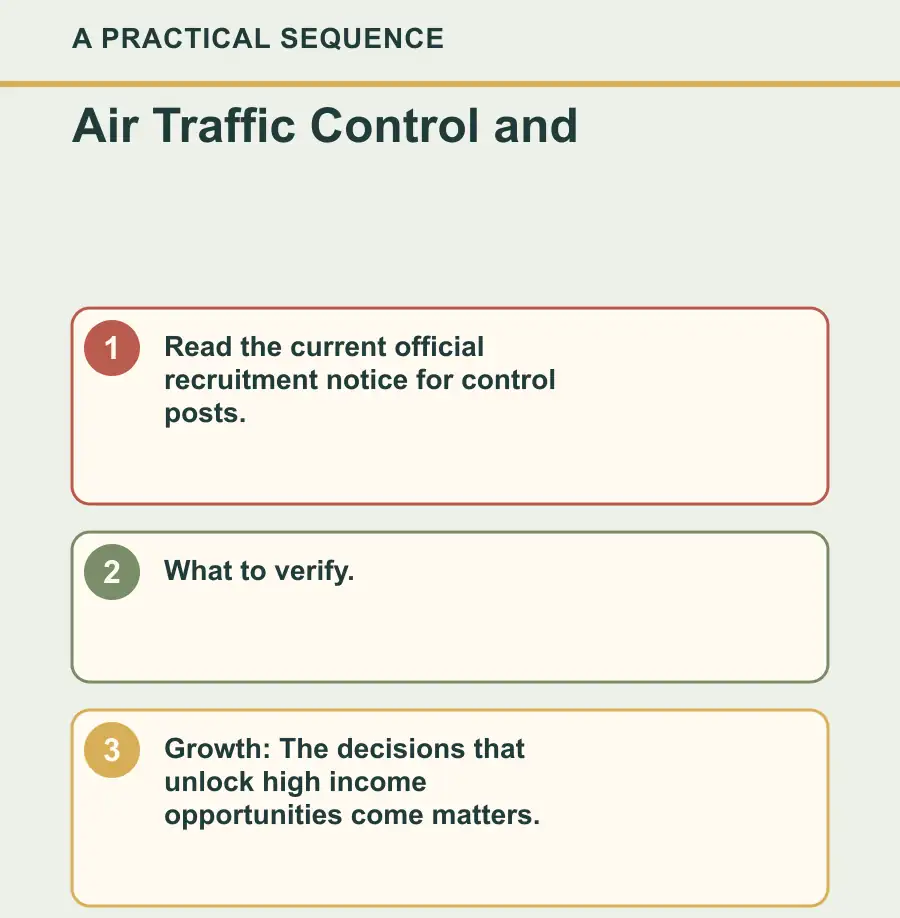 A PRACTICAL SEQUENCE
Air Traffic Control and
1
Read the current official
recruitment notice for control
posts.
2
What to verify.
3
Growth: The decisions that
unlock high income
opportunities come matters.